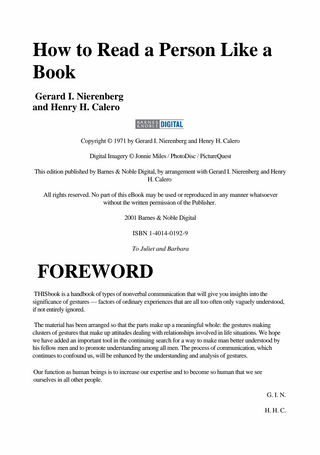 How to Read a Person Like a
Book
Gerard I. Nierenberg
and Henry H. Calero
BARNES & NOBLE DIGITAL
Copyright © 1971 by Gerard I. Nierenberg and Henry H. Calero
Digital Imagery © Jonnie Miles / PhotoDisc / PictureQuest
This edition published by Barnes & Noble Digital, by arrangement with Gerard I. Nierenberg and Henry
H. Calero
All rights reserved. No part of this eBook may be used or reproduced in any manner whatsoever
without the written permission of the Publisher.
2001 Barnes & Noble Digital
ISBN 1-4014-0192-9
To Juliet and Barbara
FOREWORD
THISbook is a handbook of types of nonverbal communication that will give you insights into the
significance of gestures — factors of ordinary experiences that are all too often only vaguely understood,
if not entirely ignored.
The material has been arranged so that the parts make up a meaningful whole: the gestures making
clusters of gestures that make up attitudes dealing with relationships involved in life situations. We hope
we have added an important tool in the continuing search for a way to make man better understood by
his fellow men and to promote understanding among all men. The process of communication, which
continues to confound us, will be enhanced by the understanding and analysis of gestures.
Our function as human beings is to increase our expertise and to become so human that we see
ourselves in all other people.
G. I. N.
H. H. C.